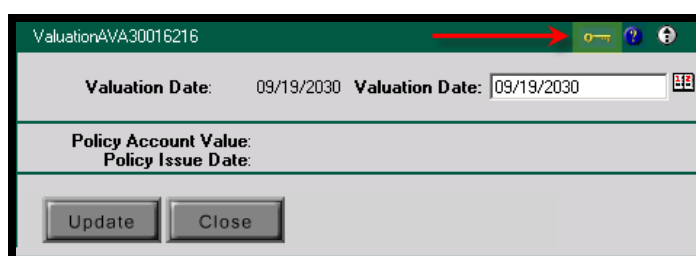 ValuationAVA30016216
Valuation Date: 09/19/2030 Valuation Date: 09/19/2030
Policy Account Value:
Policy Issue Date:
Update Close